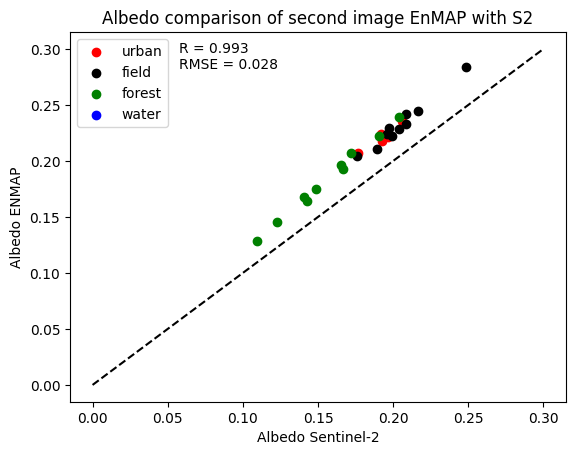 Albedo comparison of second image EnMAP with S2
urban
field
forest
water
R = 0.993
RMSE = 0.028
0.30
0.25
0.20
0.15
0.10
0.05
0.00
Albedo ENMAP
0.00 0.05 0.10 0.15 0.20 0.25 0.30
Albedo Sentinel-2